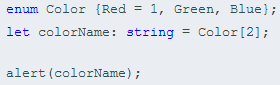 enum Color {Red = 1, Green, Blue};
let colorName: string = Color[2];
alert(colorName);